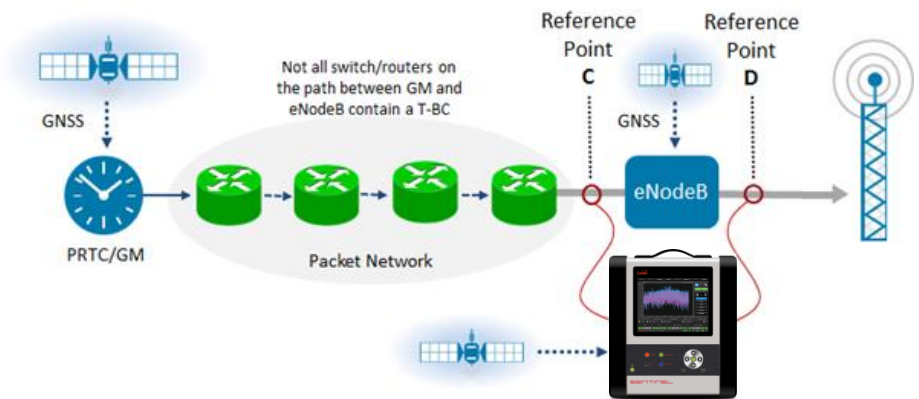 Reference
Point
C
Reference
Point
D
Not all switch/routers on
the path between GM and
eNodeB contain a T-BC
GNSS
GNSS
eNodeB
PRTC/GM
Packet Network
SENTINEL